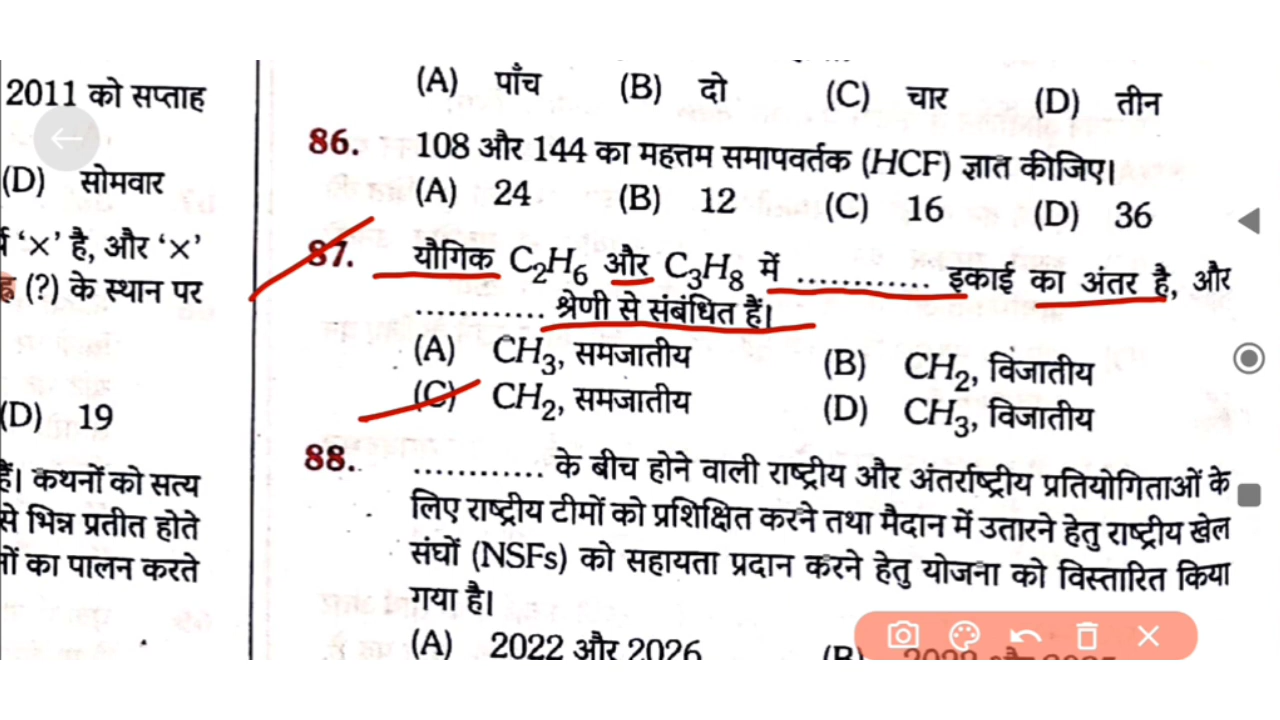 2011 को सप्ताह
(D) सोमवार
‘×’ है, और ‘×’
(?) के स्थान पर
(D) 19
हैं। कथनों को सत्य
से भिन्न प्रतीत होते
का पालन करते
(A) पाँच (B) दो (C) चार (D) तीन
86. 108 और 144 का महत्तम समापवर्तक (HCF) ज्ञात कीजिए।
(A) 24 (B) 12 (C) 16 (D) 36
87. यौगिक C₂H₆ और C₃H₈ में ............ इकाई का अंतर है, और
............ श्रेणी से संबंधित हैं।
(A) CH₃, समजातीय (B) CH₂, विजातीय
(C) CH₂, समजातीय (D) CH₃, विजातीय
88. ............ के बीच होने वाली राष्ट्रीय और अंतर्राष्ट्रीय प्रतियोगिताओं के
लिए राष्ट्रीय टीमों को प्रशिक्षित करने तथा मैदान में उतारने हेतु राष्ट्रीय खेल
संघों (NSFs) को सहायता प्रदान करने हेतु योजना को विस्तारित किया
गया है।
(A) 2022 और 2026 (B)